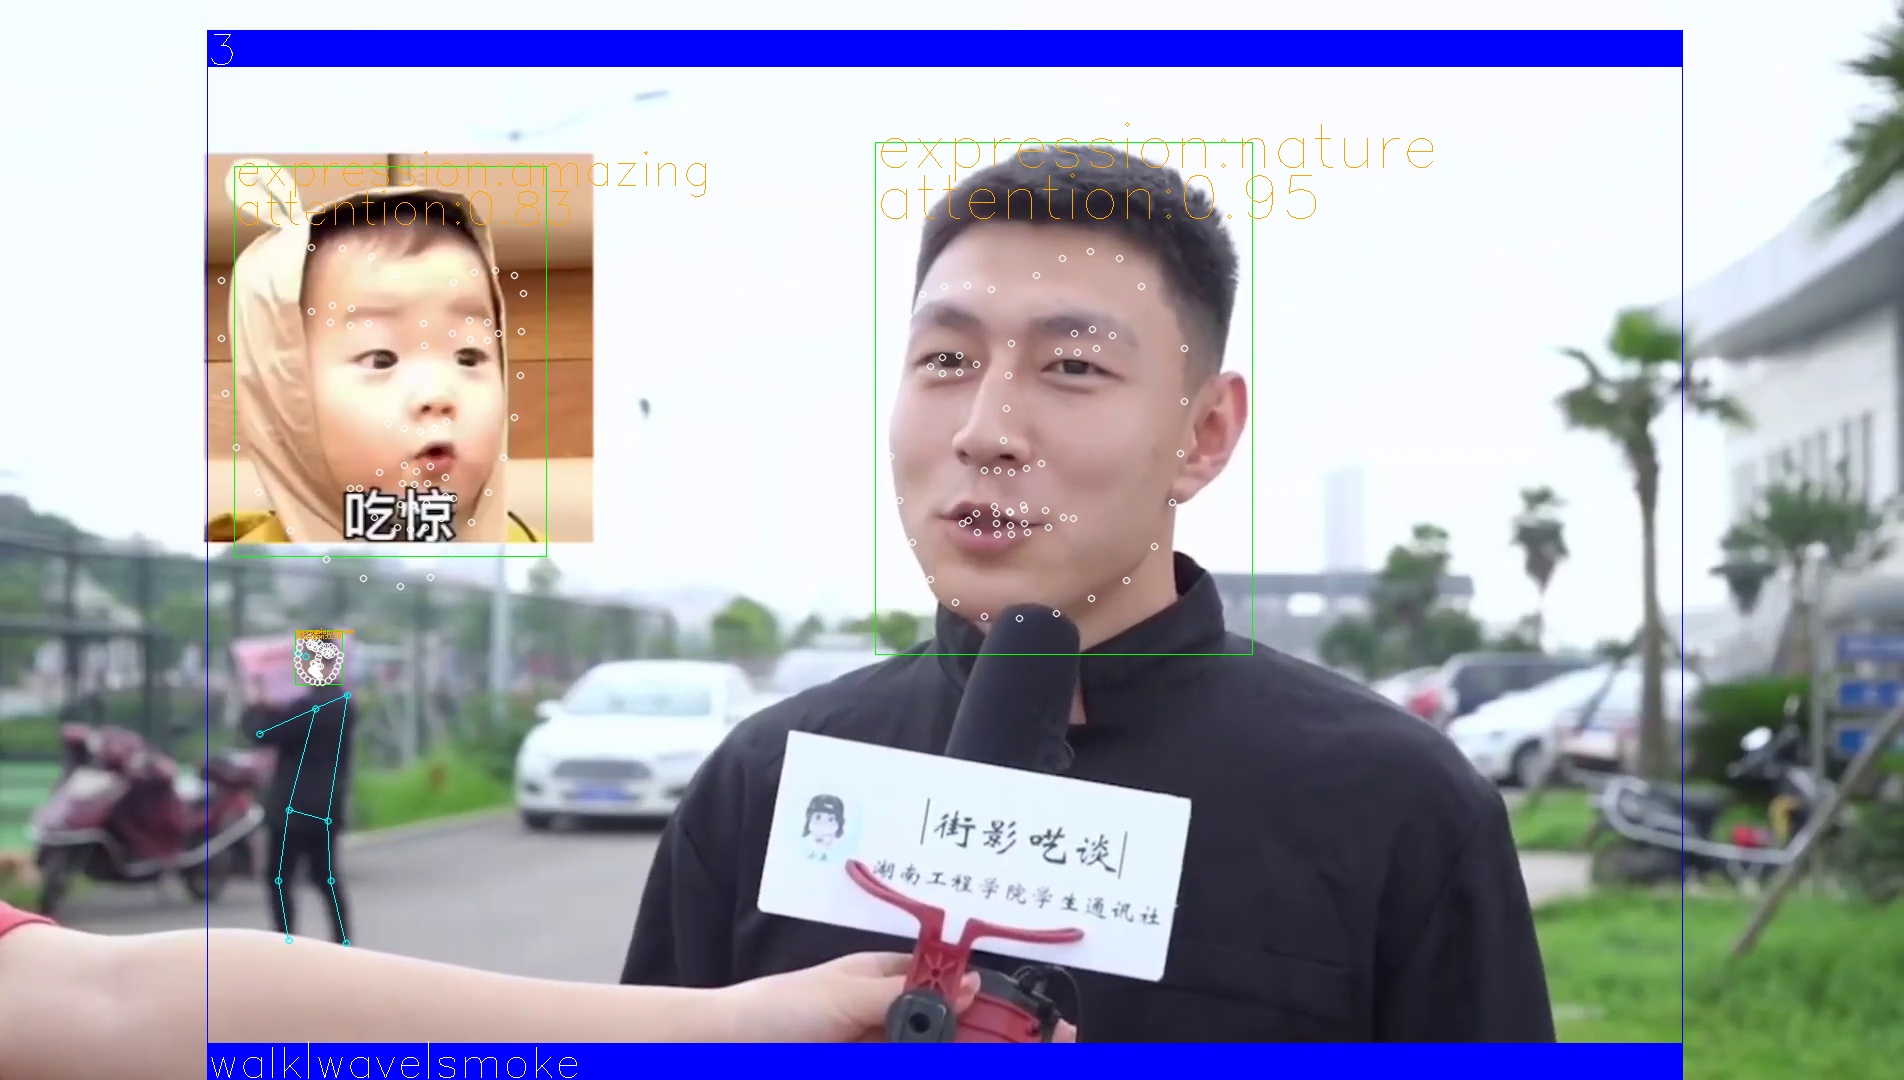 3
expression:amazing
attention:0.83
expression:nature
attention:0.95
吃惊
|街影呓谈|
湖南工程学院学生通讯社
walk|wave|smoke